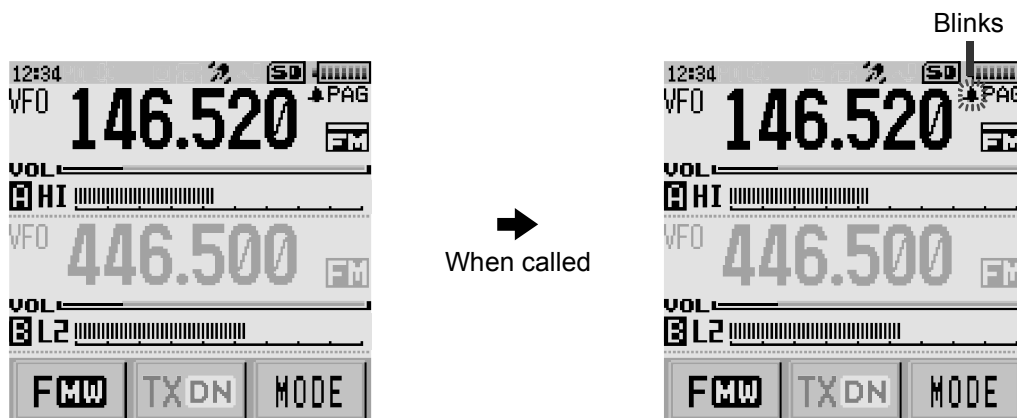 Blinks
12:34 SD
VFO 146.520 PAG
FM
VOL
A HI
VFO 446.500 FM
VOL
B L2
F MW TX DN MODE
When called
12:34 SD
VFO 146.520 PAG
FM
VOL
A HI
VFO 446.500 FM
VOL
B L2
F MW TX DN MODE